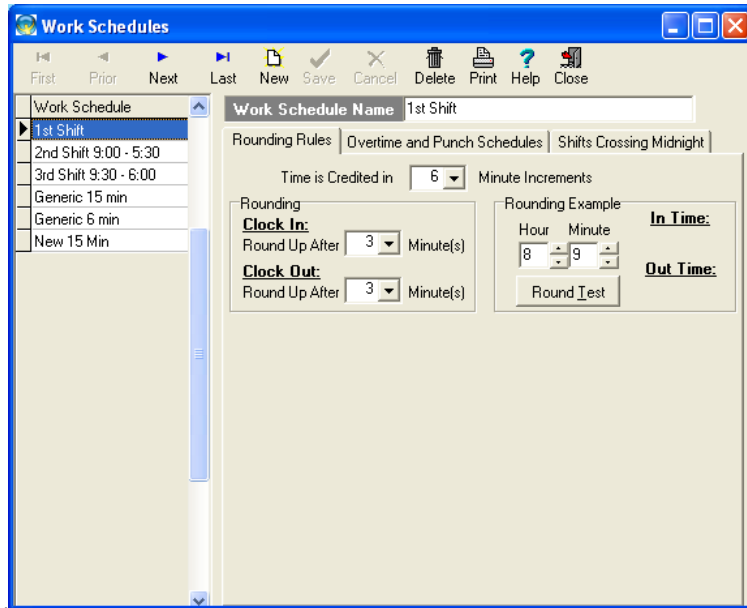 Work Schedules
First Prior Next Last New Save Cancel Delete Print Help Close
Work Schedule
1st Shift
2nd Shift 9:00 - 5:30
3rd Shift 9:30 - 6:00
Generic 15 min
Generic 6 min
New 15 Min
Work Schedule Name 1st Shift
Rounding Rules Overtime and Punch Schedules Shifts Crossing Midnight
Time is Credited in 6 Minute Increments
Rounding
Clock In:
Round Up After 3 Minute(s)
Clock Out:
Round Up After 3 Minute(s)
Rounding Example
Hour Minute In Time:
8 9
Out Time:
Round Test